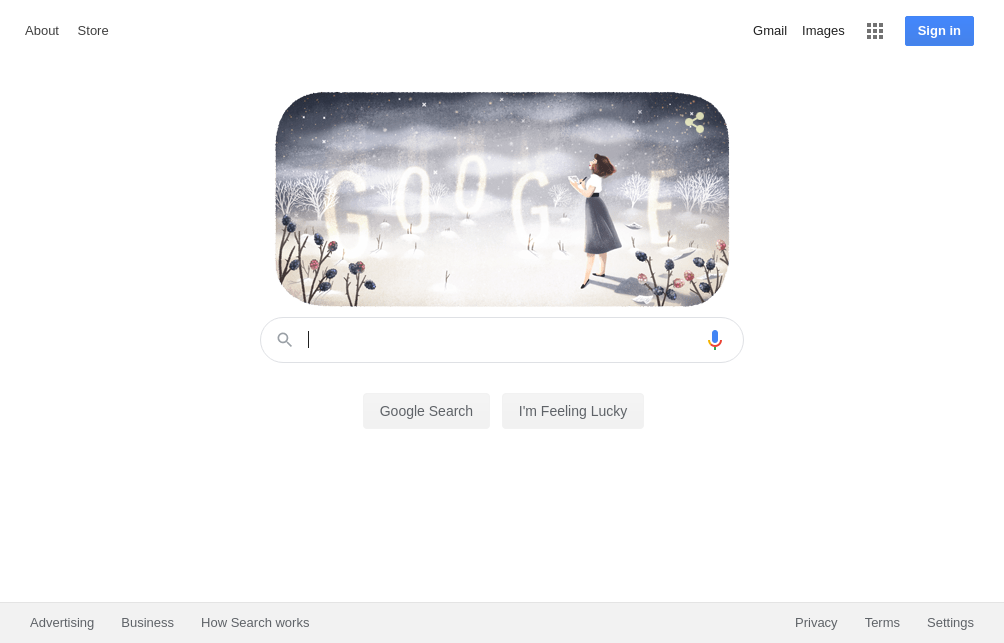 About Store Gmail Images Sign in
GOOGLE
Google Search I'm Feeling Lucky
Advertising Business How Search works Privacy Terms Settings